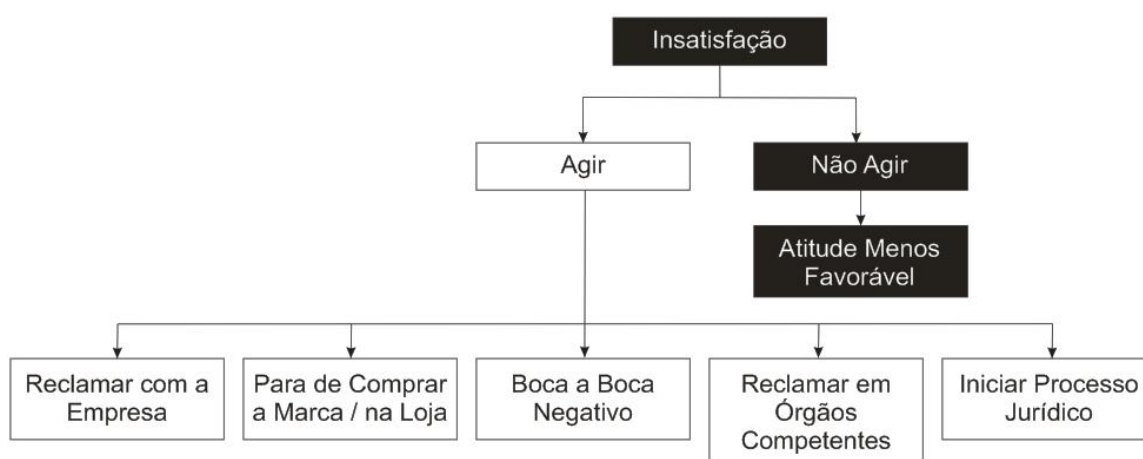 Insatisfação
Agir
Não Agir
Atitude Menos
Favorável
Reclamar com a
Empresa
Para de Comprar
a Marca / na Loja
Boca a Boca
Negativo
Reclamar em
Órgãos
Competentes
Iniciar Processo
Jurídico